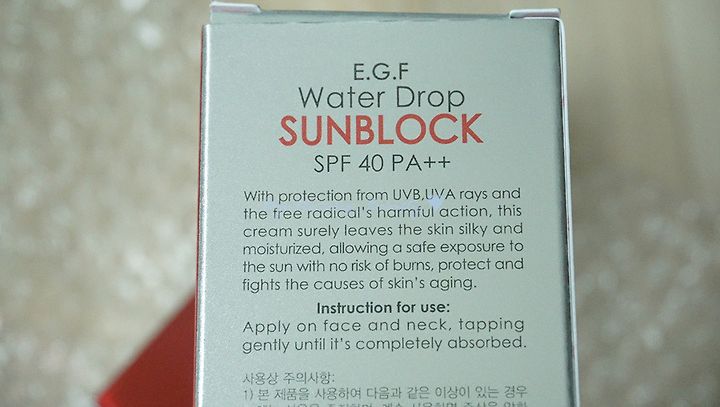 E.G.F
Water Drop
SUNBLOCK
SPF 40 PA++
With protection from UVB,UVA rays and
the free radical's harmful action, this
cream surely leaves the skin silky and
moisturized, allowing a safe exposure to
the sun with no risk of burns, protect and
fights the causes of skin's aging.
Instruction for use:
Apply on face and neck, tapping
gently until it's completely absorbed.
사용상 주의사항:
1) 본 제품을 사용하여 다음과 같은 이상이 있는 경우